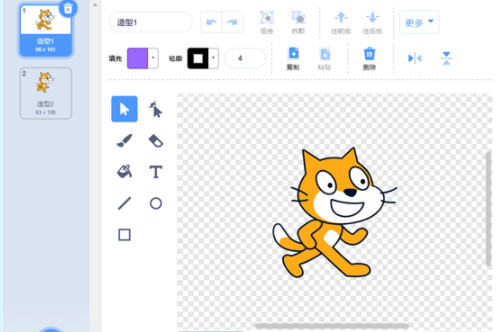 1
造型1
96 x 101
2
造型2
93 x 106
造型1
组合
拆散
往前放
往后放
更多
填充
轮廓
4
复制
粘贴
删除
T